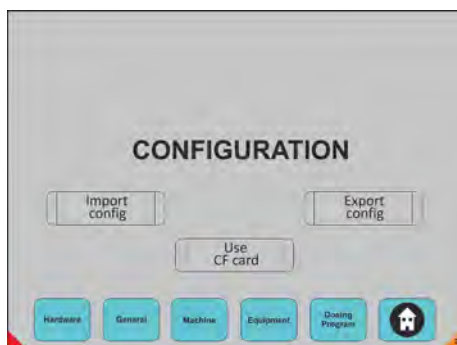 CONFIGURATION
Import
config
Export
config
Use
CF card
Hardware
General
Machine
Equipment
Dosing
Program